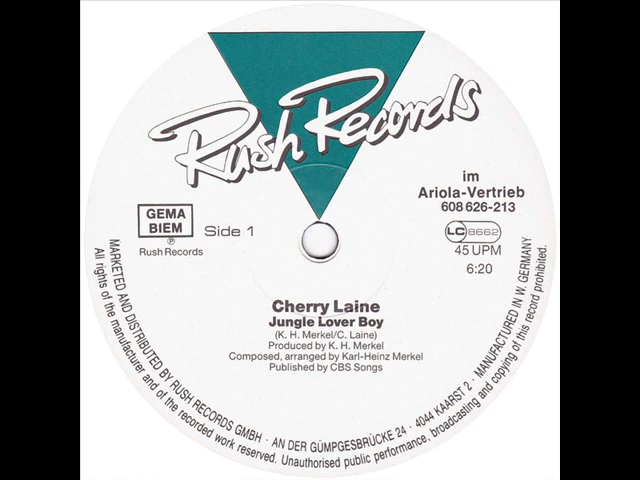 Rush Records
im
Ariola-Vertrieb
608 626-213
GEMA
BIEM
Ⓟ
Rush Records
Side 1
LC 8662
45 UPM
6:20
Cherry Laine
Jungle Lover Boy
(K. H. Merkel/C. Laine)
Produced by K. H. Merkel
Composed, arranged by Karl-Heinz Merkel
Published by CBS Songs
MARKETED AND DISTRIBUTED BY RUSH RECORDS GMBH · AN DER GÜMPGESBRÜCKE 24 · 4044 KAARST 2 · MANUFACTURED IN W. GERMANY
All rights of the manufacturer and of the recorded work reserved. Unauthorised public performance, broadcasting and copying of this record prohibited.